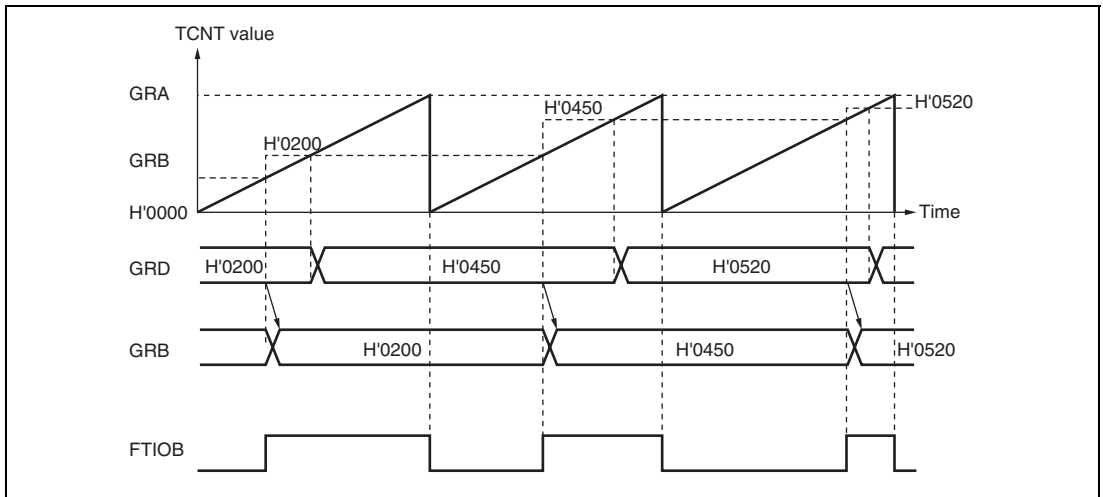 TCNT value
GRA
H'0450
H'0520
H'0200
GRB
H'0000
Time
GRD
H'0200
H'0450
H'0520
GRB
H'0200
H'0450
H'0520
FTIOB